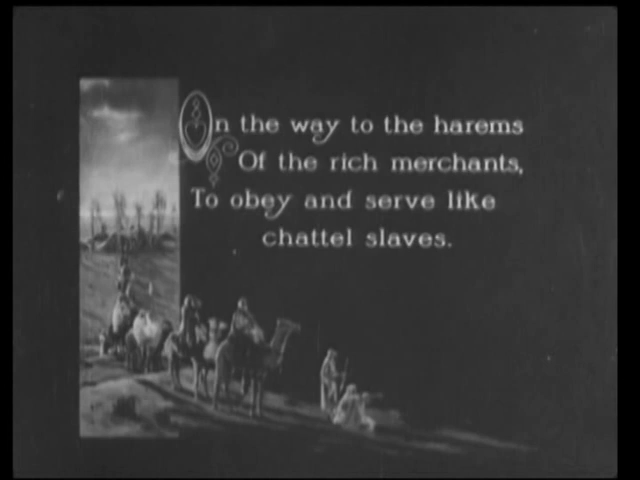 On the way to the harems
Of the rich merchants,
To obey and serve like
chattel slaves.